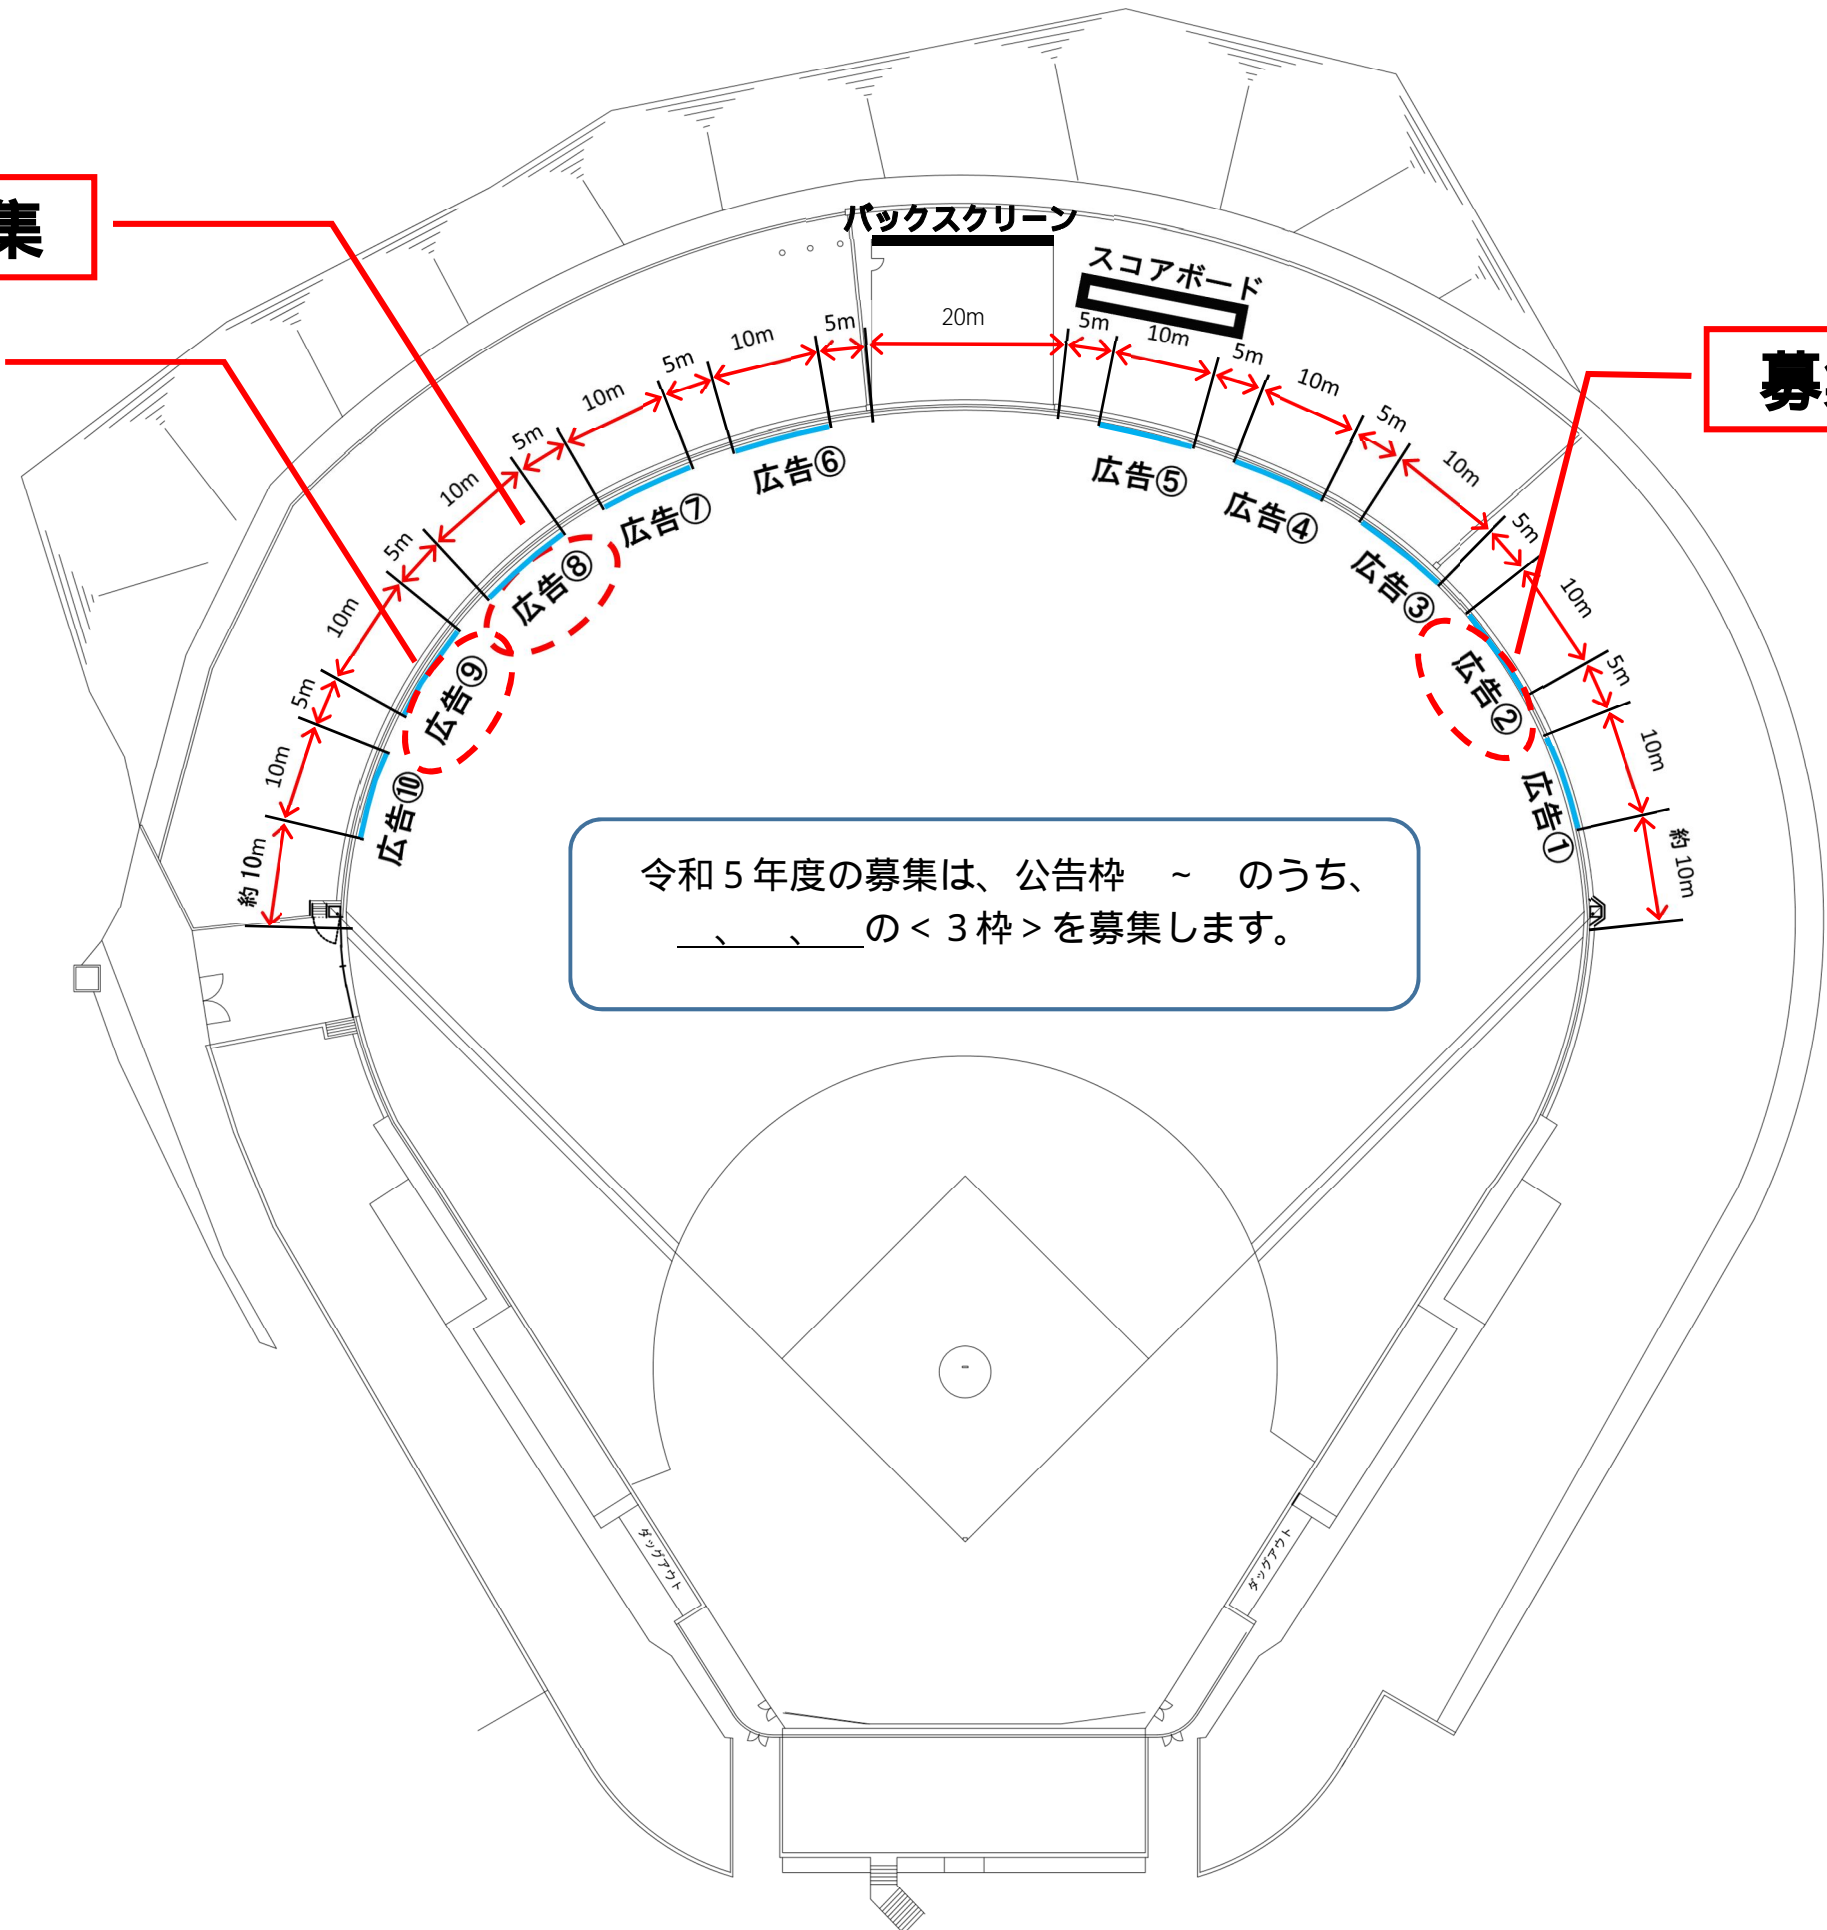 集
バックスクリーン
スコアボード
募
5m
20m
5m
10m
10m
5m
5m
10m
10m
5m
5m
10m
10m
5m
5m
10m
10m
5m
5m
10m
10m
約10m
約10m
広告⑥
広告⑤
広告⑦
広告④
広告⑧
広告③
広告⑨
広告②
広告⑩
広告①
令和5年度の募集は、公告枠 ~ のうち、
、 、 の<3枠>を募集します。
ダッグアウト
ダッグアウト